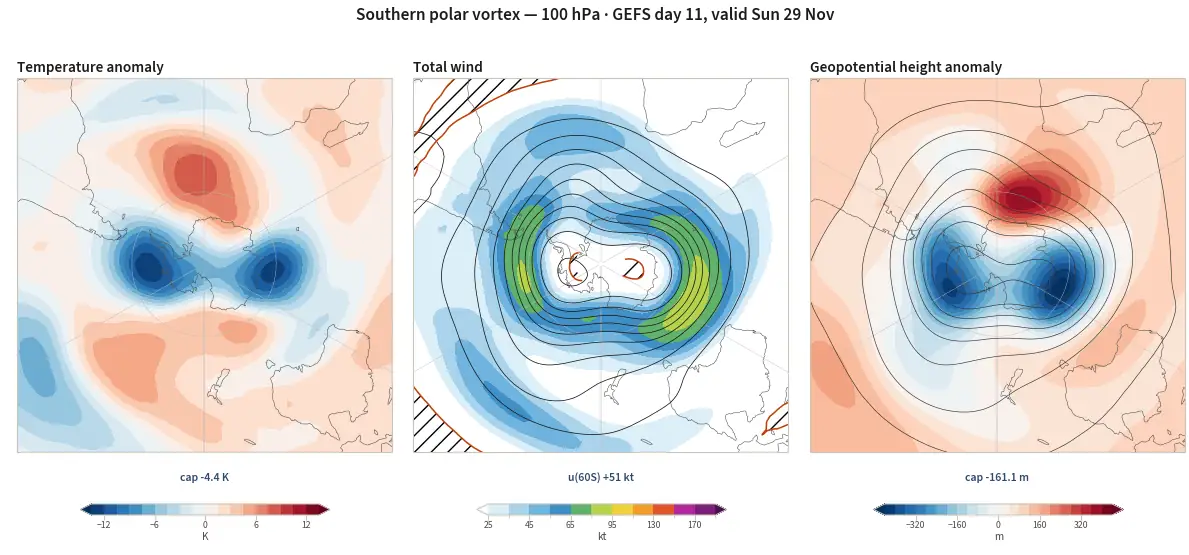 Southern polar vortex — 100 hPa · GEFS day 11, valid Sun 29 Nov
Temperature anomaly
Total wind
Geopotential height anomaly
cap -4.4 K
u(60S) +51 kt
cap -161.1 m
−12 −6 0 6 12
K
25 45 65 95 130 170
kt
−320 −160 0 160 320
m